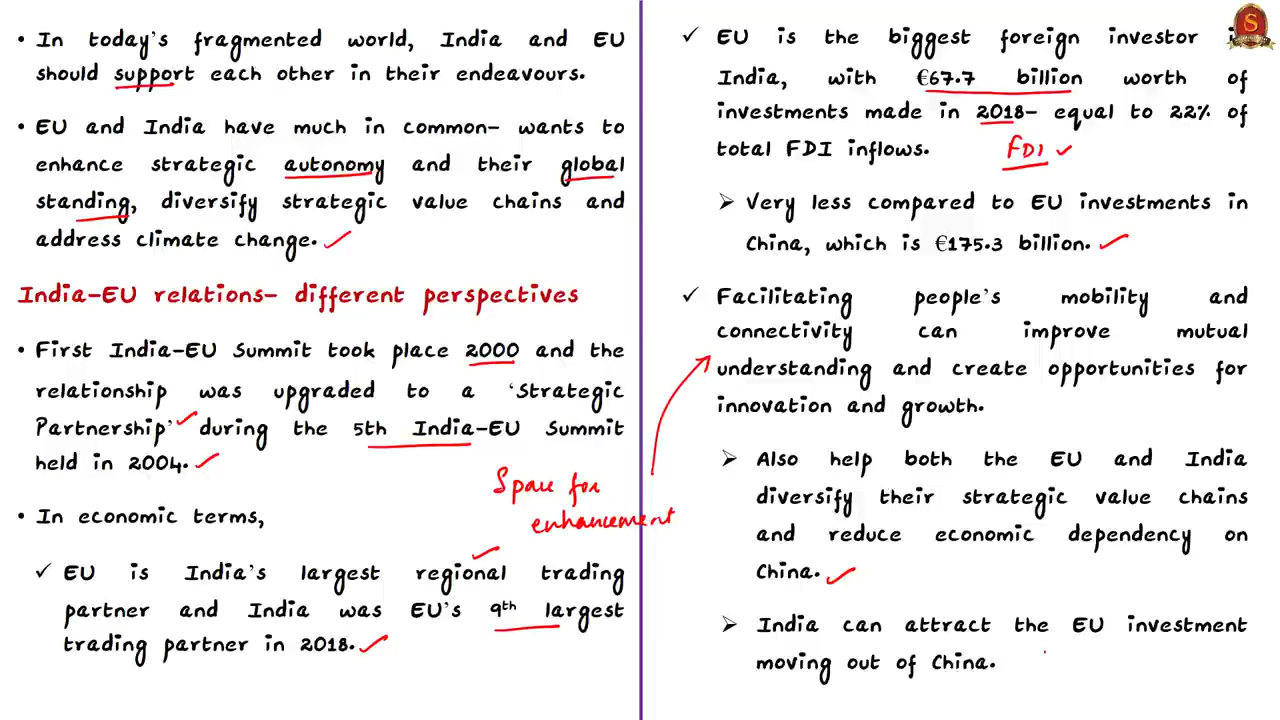 • In today's fragmented world, India and EU
should support each other in their endeavours.
• EU and India have much in common- wants to
enhance strategic autonomy and their global
standing, diversify strategic value chains and
address climate change.
India-EU relations- different perspectives
• First India-EU Summit took place 2000 and the
relationship was upgraded to a 'Strategic
Partnership' during the 5th India-EU Summit
held in 2004.
• In economic terms,
✓ EU is India's largest regional trading
partner and India was EU's 9th largest
trading partner in 2018.
Space for
enhancement
✓ EU is the biggest foreign investor
India, with €67.7 billion worth of
investments made in 2018- equal to 22% of
total FDI inflows.
FDI
➢ Very less compared to EU investments in
China, which is €175.3 billion.
✓ Facilitating people's mobility and
connectivity can improve mutual
understanding and create opportunities for
innovation and growth.
➢ Also help both the EU and India
diversify their strategic value chains
and reduce economic dependency on
China.
➢ India can attract the EU investment
moving out of China.
S